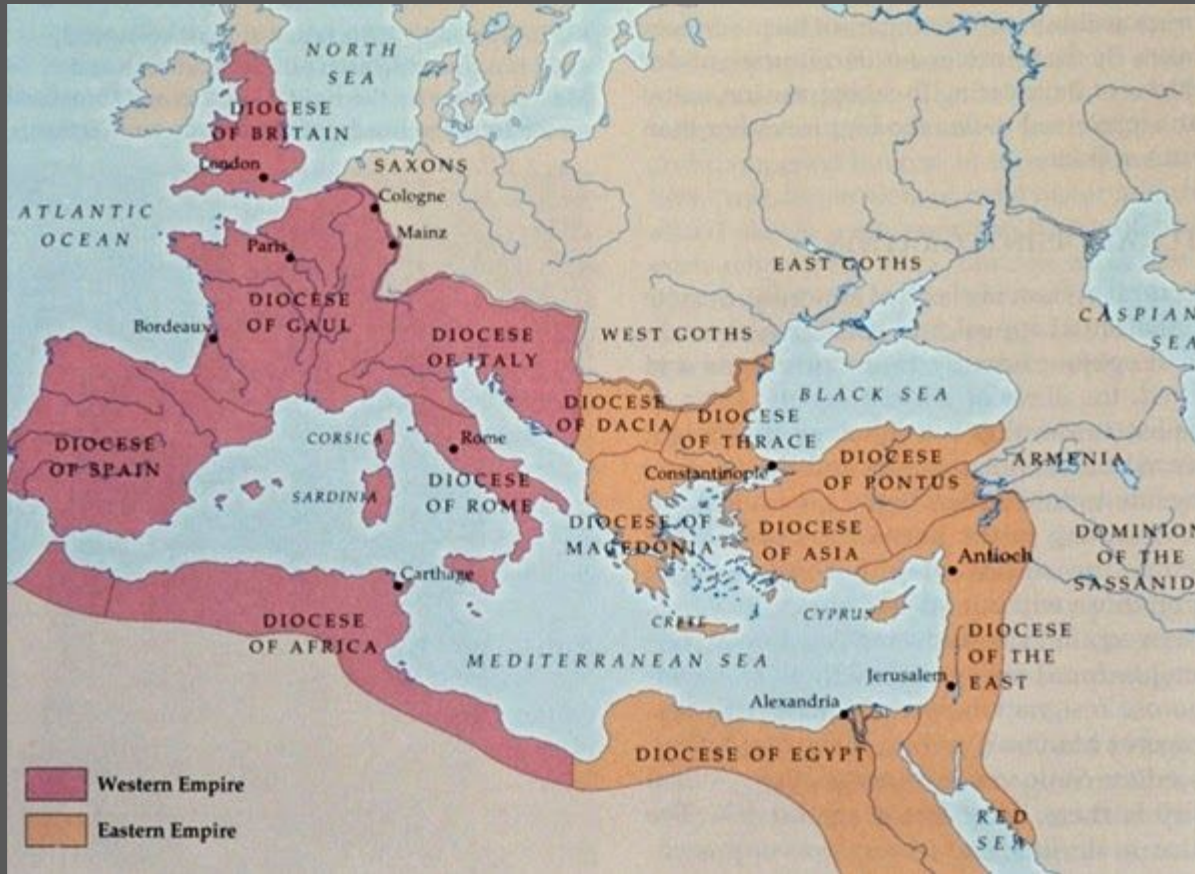 NORTH
SEA
DIOCESE
OF BRITAIN
London
SAXONS
Cologne
ATLANTIC
OCEAN
Mainz
Paris
EAST GOTHS
DIOCESE
OF GAUL
CASPIAN
SEA
Bordeaux
DIOCESE
OF ITALY
WEST GOTHS
BLACK SEA
DIOCESE
OF DACIA
DIOCESE
OF THRACE
CORSICA
Rome
DIOCESE
OF SPAIN
Constantinople
DIOCESE
OF PONTUS
ARMENIA
SARDINIA
DIOCESE
OF ROME
DIOCESE OF
MACEDONIA
DIOCESE
OF ASIA
DOMINION
OF THE
SASSANID
Antioch
Carthage
CRETE
CYPRUS
DIOCESE
OF AFRICA
DIOCESE
OF THE
EAST
MEDITERRANEAN SEA
Jerusalem
Alexandria
DIOCESE OF EGYPT
Western Empire
Eastern Empire
RED
SEA